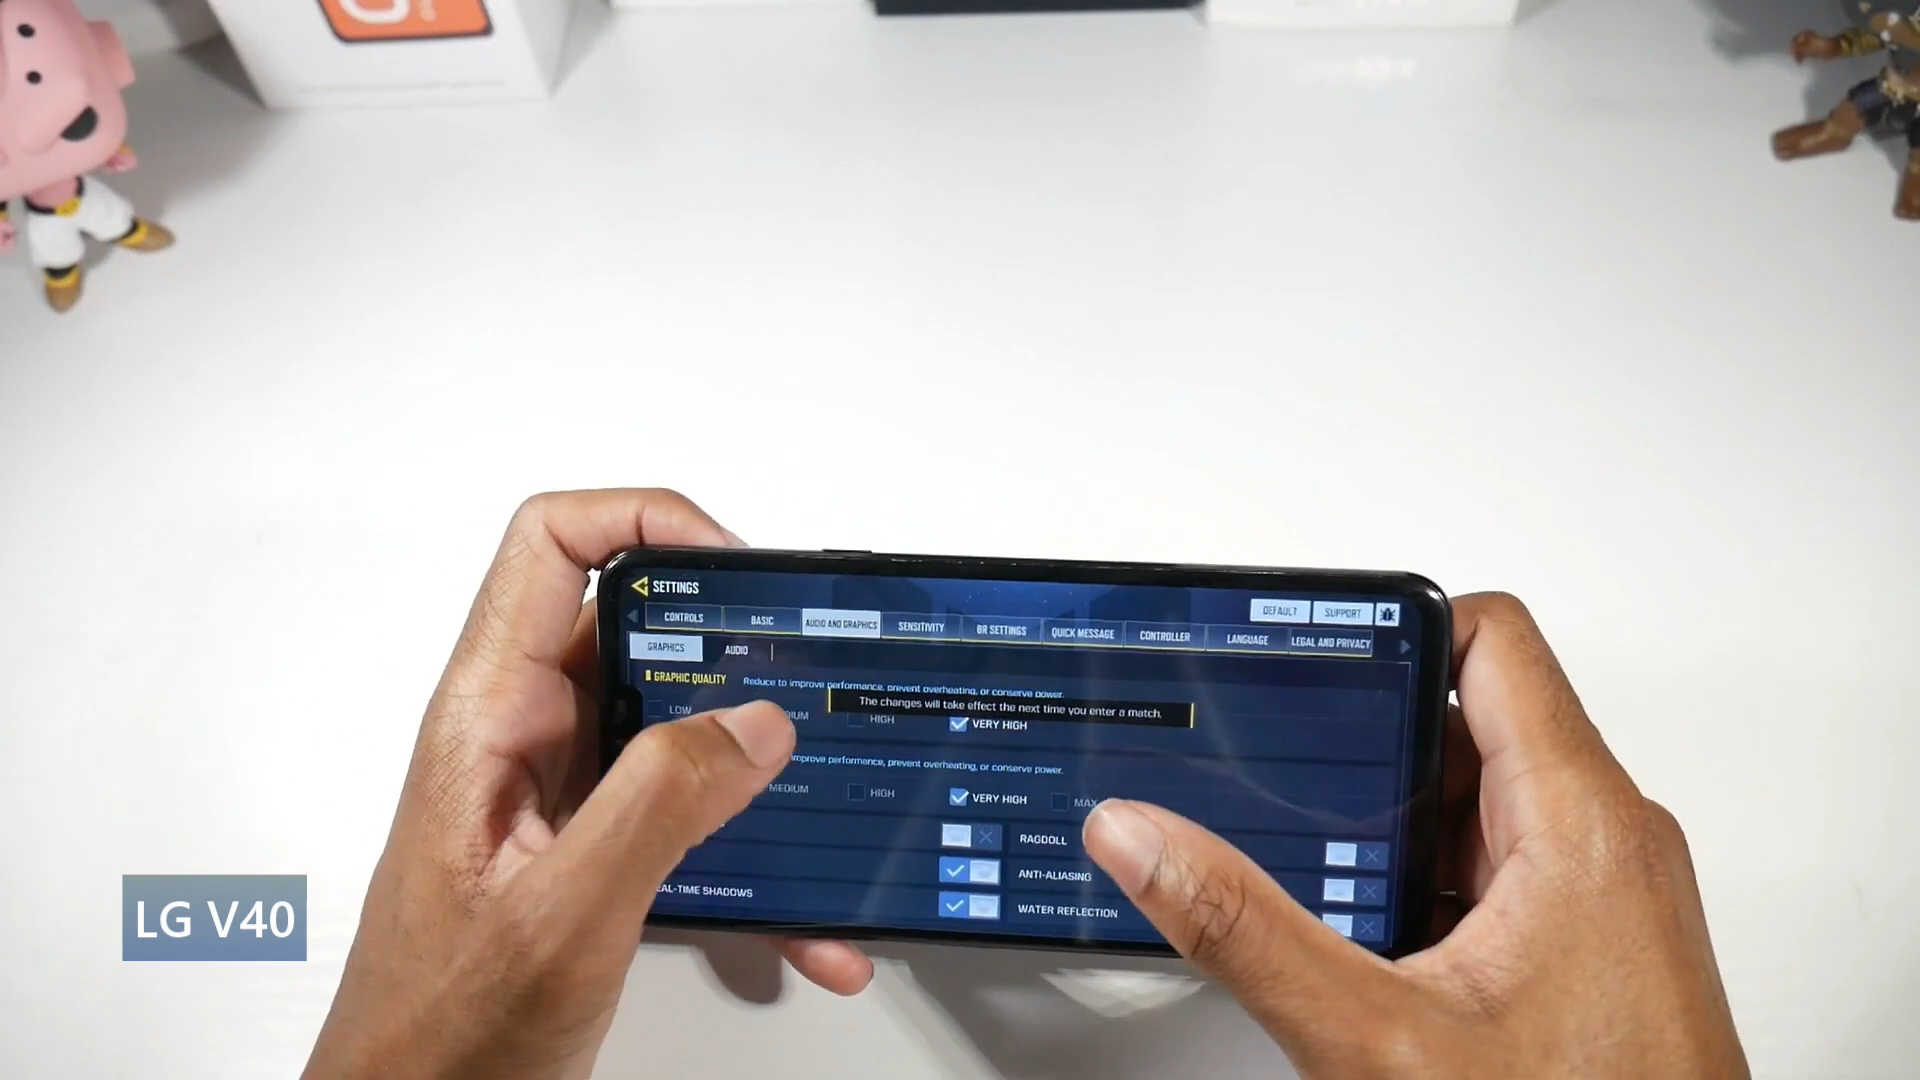 SETTINGS
DEFAULT SUPPORT
CONTROLS BASIC AUDIO AND GRAPHICS SENSITIVITY BR SETTINGS QUICK MESSAGE CONTROLLER LANGUAGE LEGAL AND PRIVACY
GRAPHICS AUDIO
GRAPHIC QUALITY Reduce to improve performance, prevent overheating, or conserve power.
The changes will take effect the next time you enter a match.
LOW HIGH VERY HIGH
improve performance, prevent overheating, or conserve power.
MEDIUM HIGH VERY HIGH MAX
RAGDOLL
ANTI-ALIASING
EAL-TIME SHADOWS WATER REFLECTION
LG V40